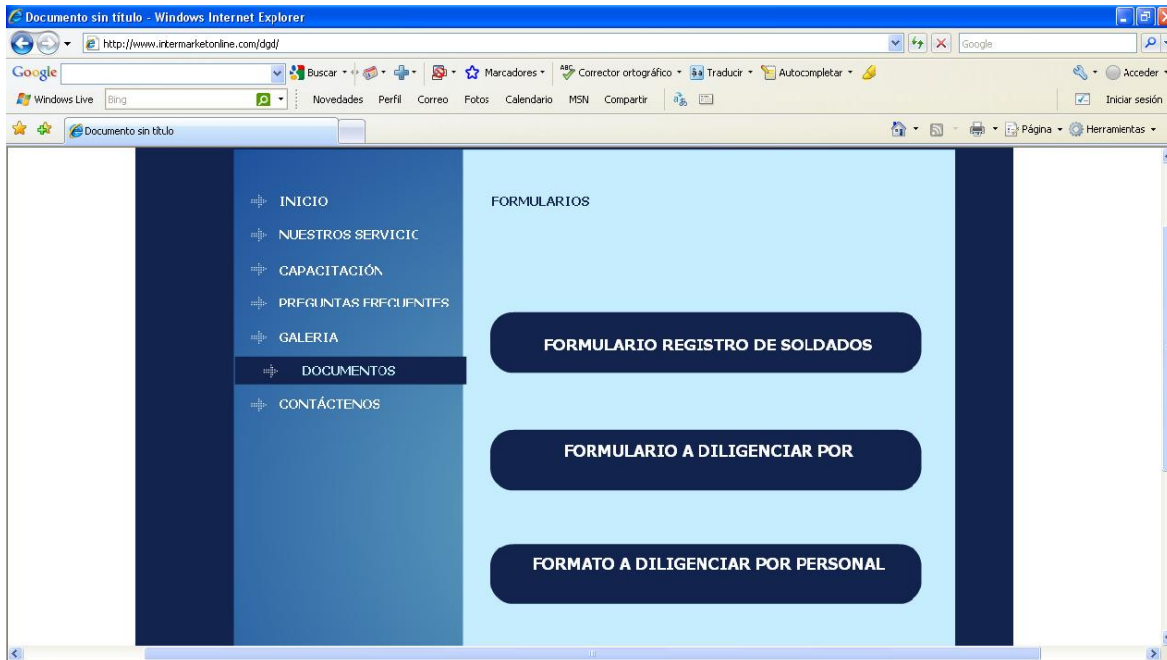 Documento sin título - Windows Internet Explorer
http://www.intermarketonline.com/dgd/
Google
Google
Buscar
Marcadores
ABC Corrector ortográfico
Traducir
Autocompletar
Acceder
Windows Live
Bing
Novedades
Perfil
Correo
Fotos
Calendario
MSN
Compartir
Iniciar sesión
Documento sin título
Página
Herramientas
INICIO
FORMULARIOS
NUESTROS SERVICIC
CAPACITACIÓN
PREGUNTAS FRECUENTES
GALERIA
FORMULARIO REGISTRO DE SOLDADOS
DOCUMENTOS
CONTÁCTENOS
FORMULARIO A DILIGENCIAR POR
FORMATO A DILIGENCIAR POR PERSONAL